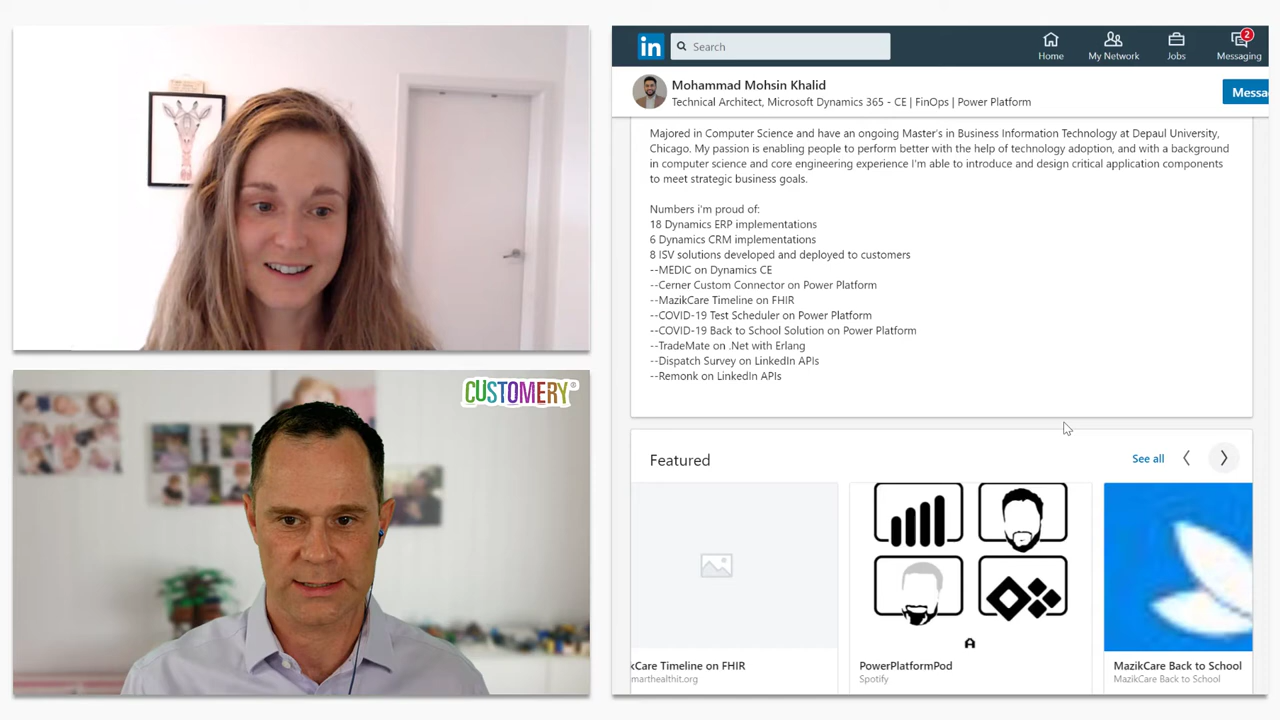 CUSTOMERY®
in
Search
Home
My Network
Jobs
2
Messaging
Mohammad Mohsin Khalid
Technical Architect, Microsoft Dynamics 365 - CE | FinOps | Power Platform
Messa
Majored in Computer Science and have an ongoing Master's in Business Information Technology at Depaul University,
Chicago. My passion is enabling people to perform better with the help of technology adoption, and with a background
in computer science and core engineering experience I'm able to introduce and design critical application components
to meet strategic business goals.
Numbers i'm proud of:
18 Dynamics ERP implementations
6 Dynamics CRM implementations
8 ISV solutions developed and deployed to customers
--MEDIC on Dynamics CE
--Cerner Custom Connector on Power Platform
--MazikCare Timeline on FHIR
--COVID-19 Test Scheduler on Power Platform
--COVID-19 Back to School Solution on Power Platform
--TradeMate on .Net with Erlang
--Dispatch Survey on LinkedIn APIs
--Remonk on LinkedIn APIs
Featured
See all
kCare Timeline on FHIR
marthealthit.org
PowerPlatformPod
Spotify
MazikCare Back to School
MazikCare Back to School